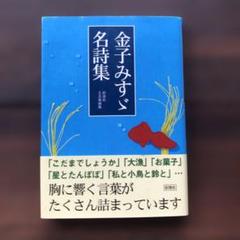 金子みすゞ
名詩集
「こだまでしょうか」「大漁」「お菓子」
「星とたんぽぽ」「私と小鳥と鈴と」…
胸に響く言葉が
たくさん詰まっています